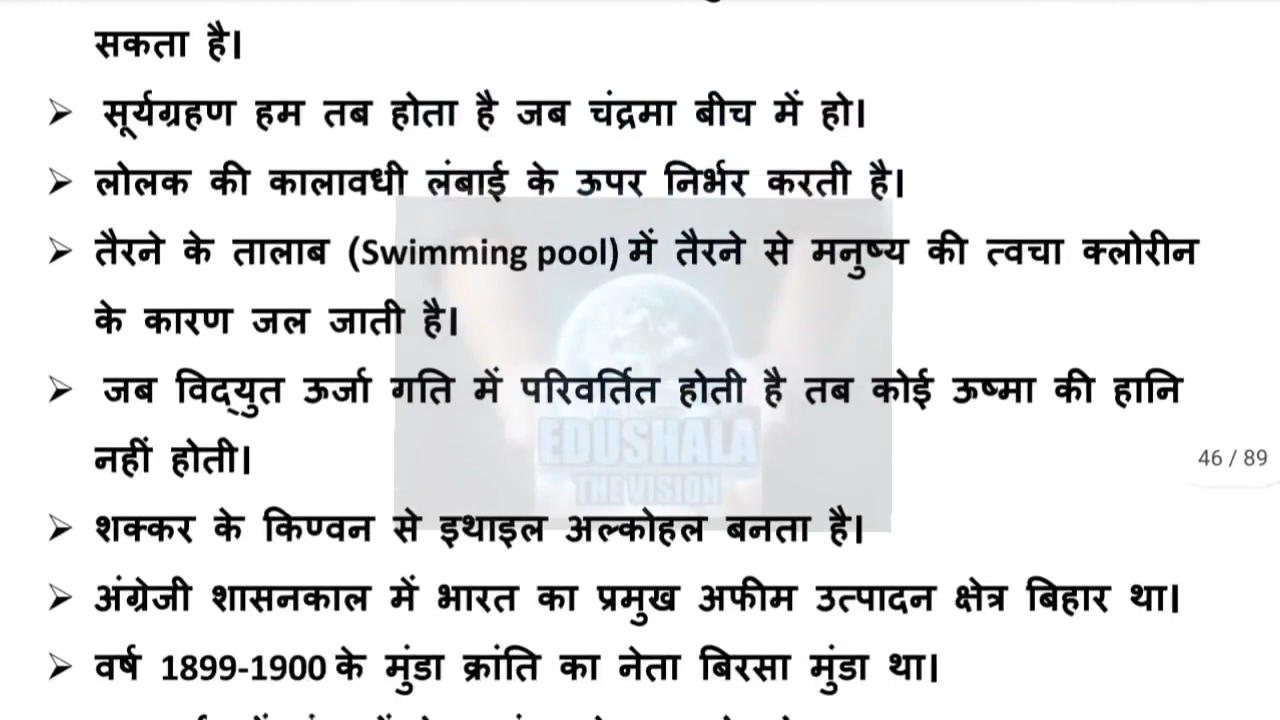 सकता है।
➢ सूर्यग्रहण हम तब होता है जब चंद्रमा बीच में हो।
➢ लोलक की कालावधी लंबाई के ऊपर निर्भर करती है।
➢ तैरने के तालाब (Swimming pool) में तैरने से मनुष्य की त्वचा क्लोरीन
के कारण जल जाती है।
➢ जब विद्युत ऊर्जा गति में परिवर्तित होती है तब कोई ऊष्मा की हानि
नहीं होती।
EDUSHALA
THE VISION
46 / 89
➢ शक्कर के किण्वन से इथाइल अल्कोहल बनता है।
➢ अंग्रेजी शासनकाल में भारत का प्रमुख अफीम उत्पादन क्षेत्र बिहार था।
➢ वर्ष 1899-1900 के मुंडा क्रांति का नेता बिरसा मुंडा था।